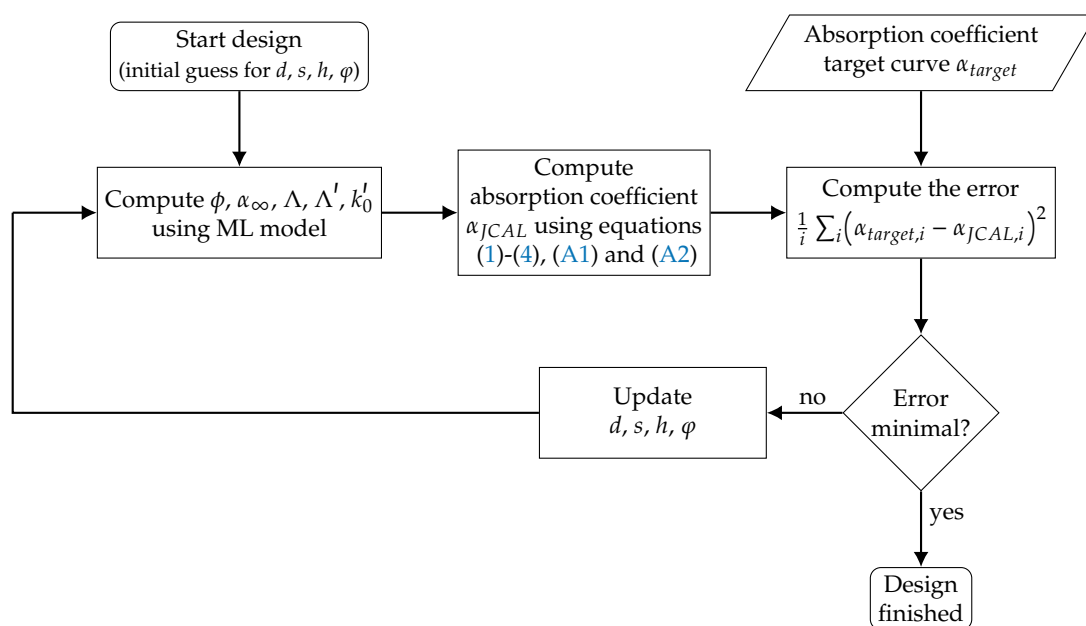 Start design
(initial guess for d, s, h, φ)
Absorption coefficient
target curve α_target
Compute ϕ, α∞, Λ, Λ′, k′₀
using ML model
Compute
absorption coefficient
α_JCAL using equations
(1)-(4), (A1) and (A2)
Compute the error
1/i ∑_i(α_target,i − α_JCAL,i)²
Update
d, s, h, φ
no
Error
minimal?
yes
Design
finished